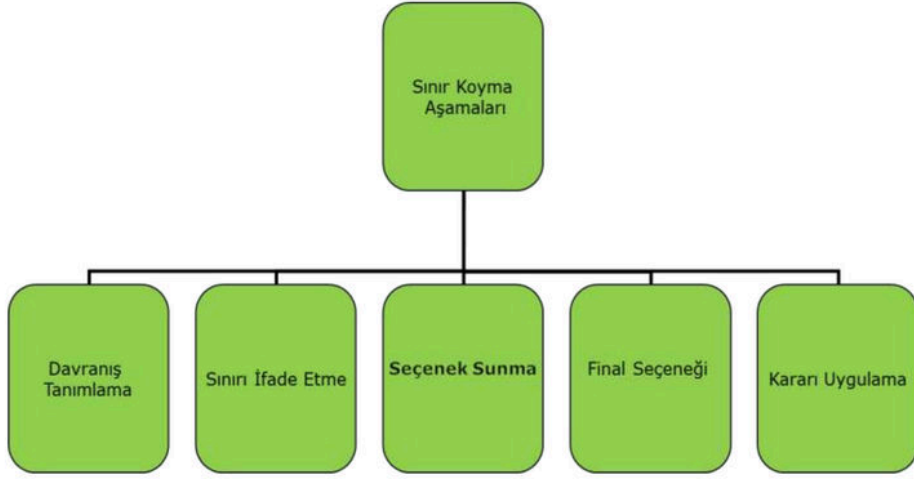 Sınır Koyma
Aşamaları
Davranış
Tanımlama
Sınırı İfade Etme
Seçenek Sunma
Final Seçeneği
Kararı Uygulama